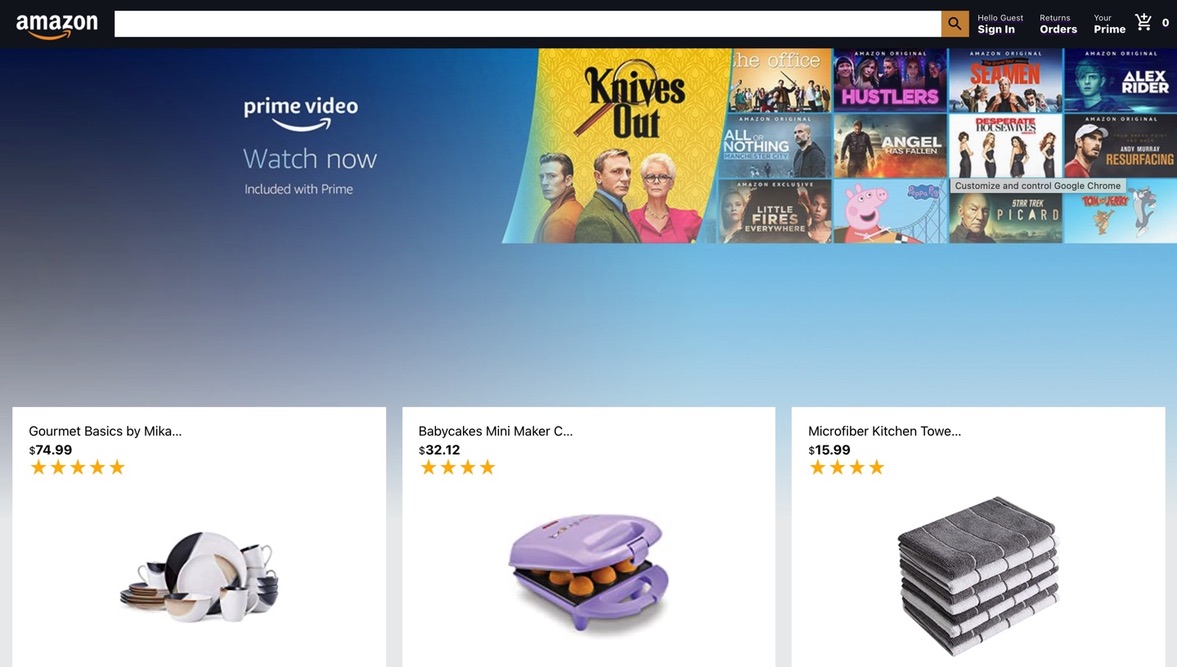 amazon
Hello Guest
Sign In
Returns
Orders
Your
Prime
0
prime video
Watch now
Included with Prime
Knives
Out
the office
AMAZON ORIGINAL
HUSTLERS
AMAZON ORIGINAL
SEAMEN
AMAZON ORIGINAL
ALEX
RIDER
AMAZON ORIGINAL
ALL OR
NOTHING
MANCHESTER CITY
ANGEL
HAS FALLEN
DESPERATE
HOUSEWIVES
AMAZON ORIGINAL
ANDY MURRAY
RESURFACING
Customize and control Google Chrome
AMAZON EXCLUSIVE
LITTLE
FIRES
EVERYWHERE
Peppa Pig
STAR TREK
PICARD
TOM and JERRY
Gourmet Basics by Mika...
$74.99
Babycakes Mini Maker C...
$32.12
Microfiber Kitchen Towe...
$15.99